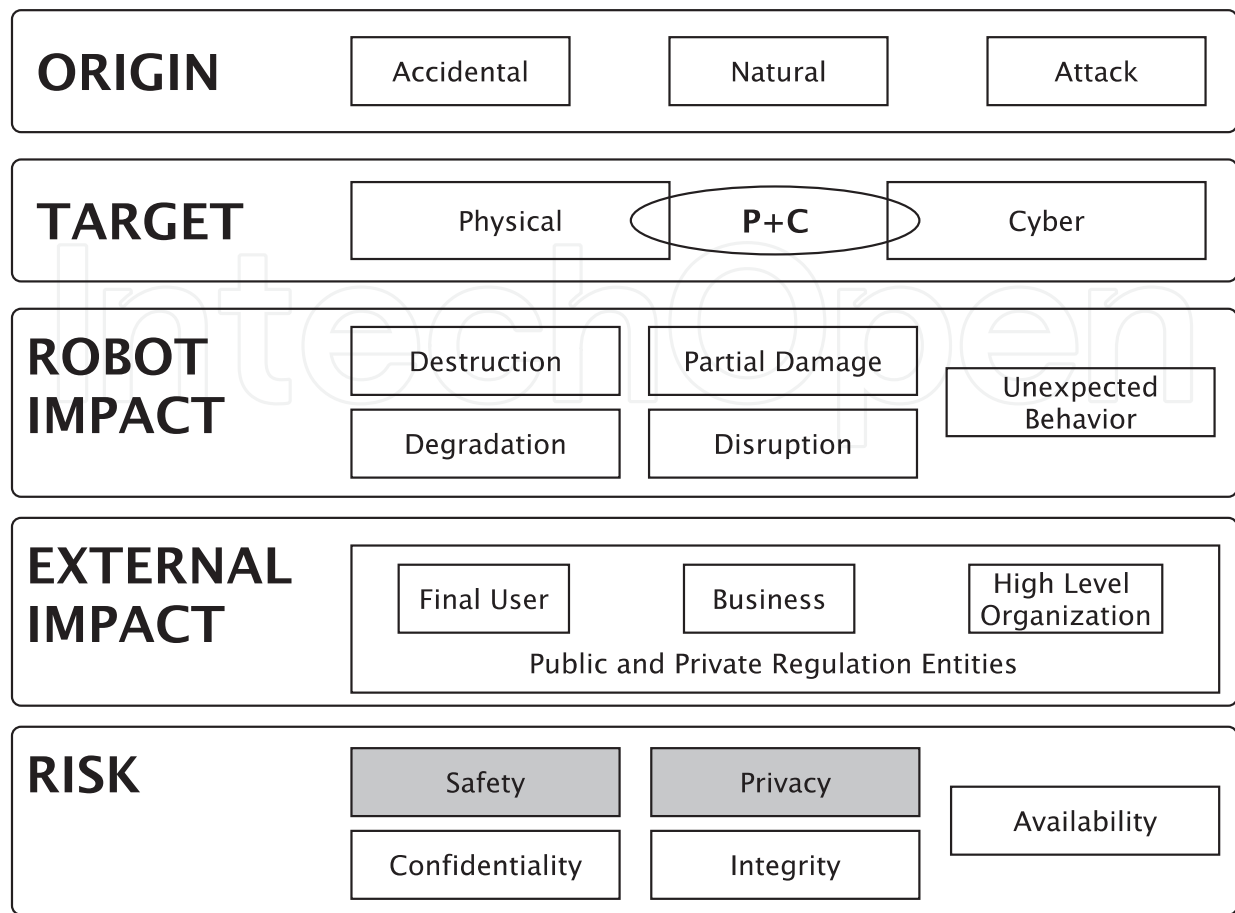 ORIGIN
Accidental
Natural
Attack
TARGET
Physical
P+C
Cyber
IntechOpen
ROBOT
IMPACT
Destruction
Partial Damage
Unexpected
Behavior
Degradation
Disruption
EXTERNAL
IMPACT
Final User
Business
High Level
Organization
Public and Private Regulation Entities
RISK
Safety
Privacy
Availability
Confidentiality
Integrity